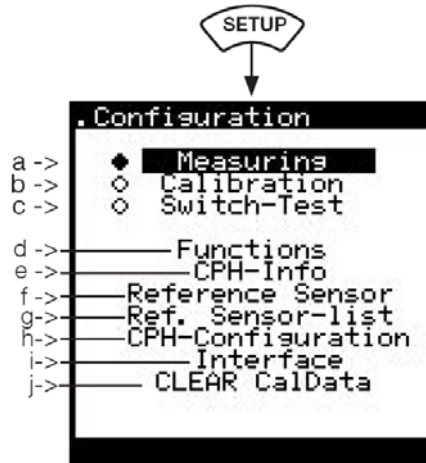 SETUP
.Configuration
a -> ◆ Measuring
b -> ◇ Calibration
c -> ◇ Switch-Test
d -> Functions
e -> CPH-Info
f -> Reference Sensor
g-> Ref. Sensor-list
h-> CPH-Configuration
i-> Interface
j-> CLEAR CalData